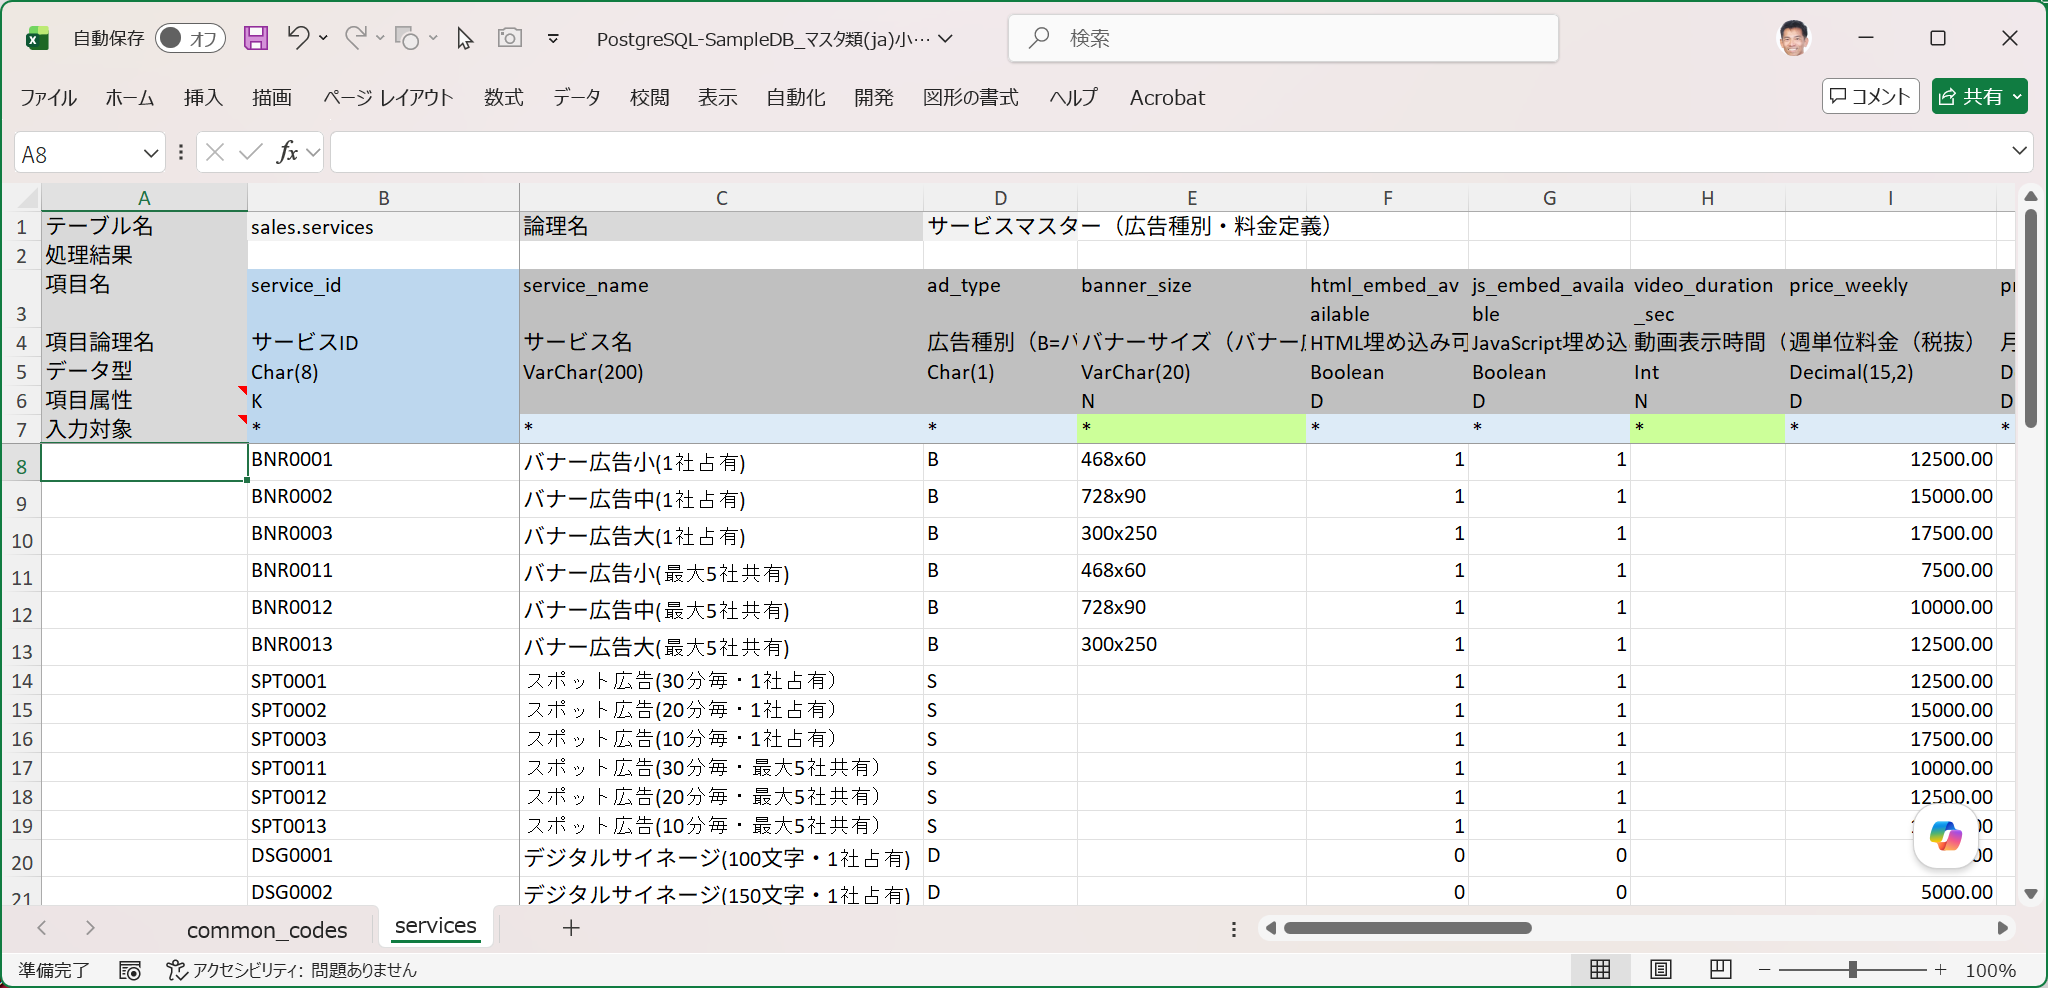 自動保存 オフ PostgreSQL-SampleDB_マスタ類(ja)小… 検索
ファイル ホーム 挿入 描画 ページ レイアウト 数式 データ 校閲 表示 自動化 開発 図形の書式 ヘルプ Acrobat コメント 共有
A8 fx
A B C D E F G H I
1 テーブル名 sales.services 論理名 サービスマスター（広告種別・料金定義）
2 処理結果
3 項目名 service_id service_name ad_type banner_size html_embed_available js_embed_available video_duration_sec price_weekly pr
4 項目論理名 サービスID サービス名 広告種別（B=バ バナーサイズ（バナー HTML埋め込み可 JavaScript埋め込 動画表示時間（ 週単位料金（税抜） 月
5 データ型 Char(8) VarChar(200) Char(1) VarChar(20) Boolean Boolean Int Decimal(15,2) D
6 項目属性 K N D D N D D
7 入力対象 * * * * * * * * *
8 BNR0001 バナー広告小(1社占有) B 468x60 1 1 12500.00
9 BNR0002 バナー広告中(1社占有) B 728x90 1 1 15000.00
10 BNR0003 バナー広告大(1社占有) B 300x250 1 1 17500.00
11 BNR0011 バナー広告小(最大5社共有) B 468x60 1 1 7500.00
12 BNR0012 バナー広告中(最大5社共有) B 728x90 1 1 10000.00
13 BNR0013 バナー広告大(最大5社共有) B 300x250 1 1 12500.00
14 SPT0001 スポット広告(30分毎・1社占有） S 1 1 12500.00
15 SPT0002 スポット広告(20分毎・1社占有） S 1 1 15000.00
16 SPT0003 スポット広告(10分毎・1社占有） S 1 1 17500.00
17 SPT0011 スポット広告(30分毎・最大5社共有） S 1 1 10000.00
18 SPT0012 スポット広告(20分毎・最大5社共有） S 1 1 12500.00
19 SPT0013 スポット広告(10分毎・最大5社共有） S 1 1
20 DSG0001 デジタルサイネージ(100文字・1社占有) D 0 0
21 DSG0002 デジタルサイネージ(150文字・1社占有) D 0 0 5000.00
common_codes services
準備完了 アクセシビリティ: 問題ありません 100%